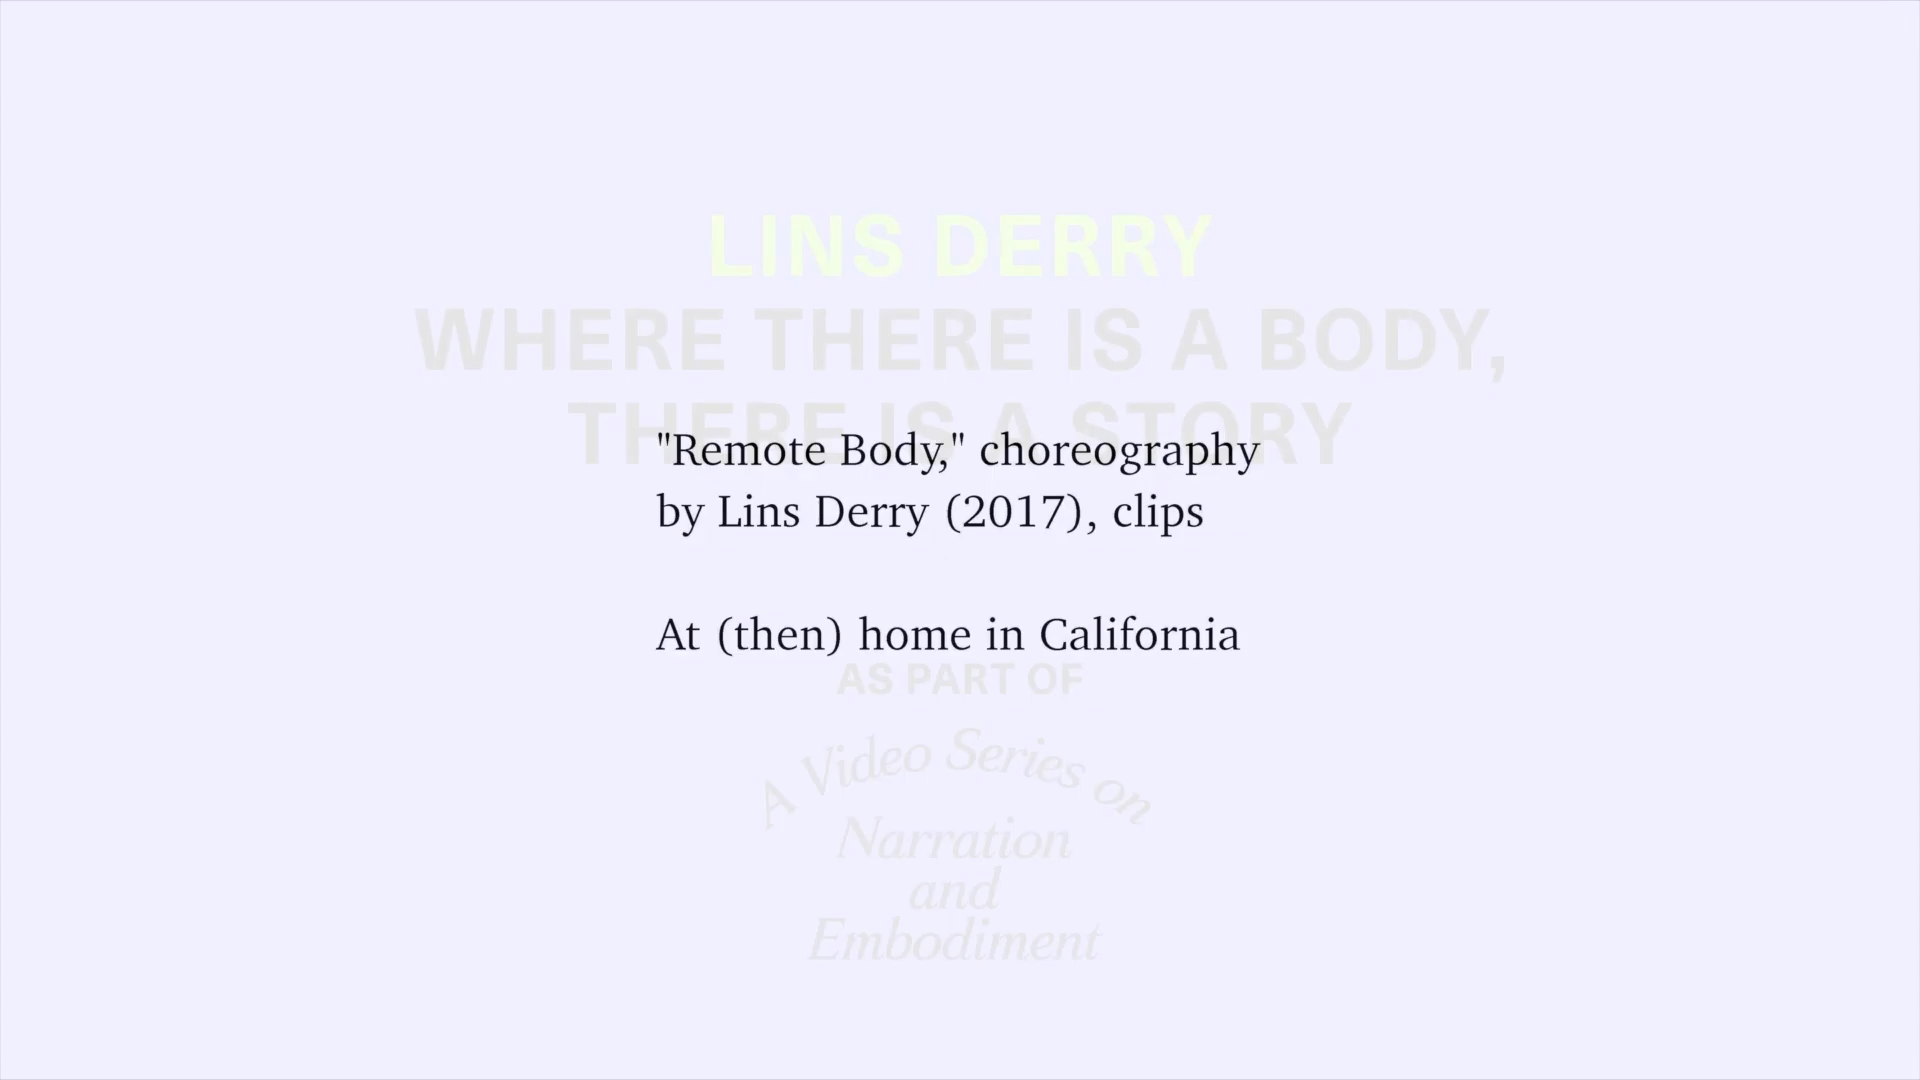 LINS DERRY
WHERE THERE IS A BODY,
THERE IS A STORY
"Remote Body," choreography
by Lins Derry (2017), clips
At (then) home in California
AS PART OF
A Video Series on
Narration
and
Embodiment